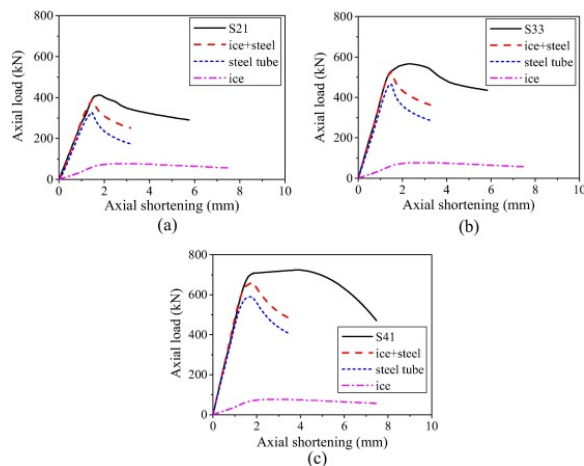 800
600
400
200
0
Axial load (kN)
S21
ice+steel
steel tube
ice
0 2 4 6 8 10
Axial shortening (mm)
(a)
800
600
400
200
0
Axial load (kN)
S33
ice+steel
steel tube
ice
0 2 4 6 8 10
Axial shortening (mm)
(b)
800
600
400
200
0
Axial load (kN)
S41
ice+steel
steel tube
ice
0 2 4 6 8 10
Axial shortening (mm)
(c)